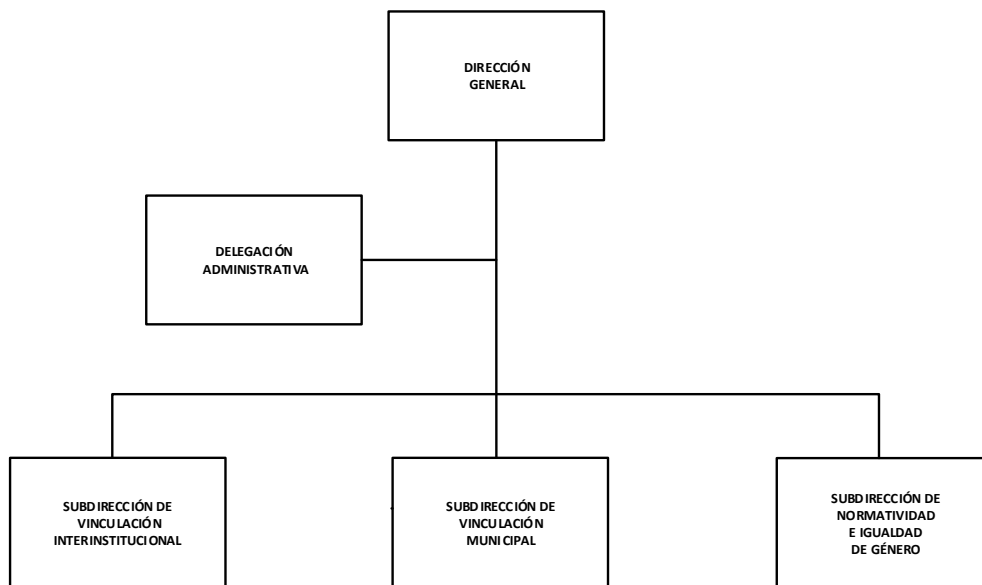 DIRECCIÓN
GENERAL
DELEGACIÓN
ADMINISTRATIVA
SUBDIRECCIÓN DE
VINCULACIÓN
INTERINSTITUCIONAL
SUBDIRECCIÓN DE
VINCULACIÓN
MUNICIPAL
SUBDIRECCIÓN DE
NORMATIVIDAD
E IGUALDAD
DE GÉNERO